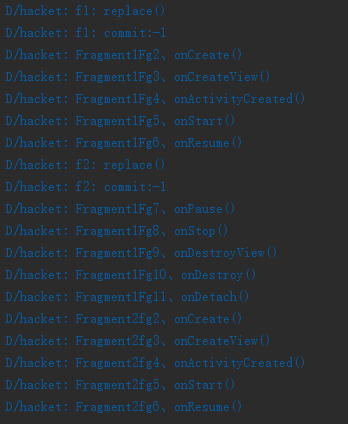 D/hacket: f1: replace()
D/hacket: f1: commit:-1
D/hacket: Fragment1Fg2、onCreate()
D/hacket: Fragment1Fg3、onCreateView()
D/hacket: Fragment1Fg4、onActivityCreated()
D/hacket: Fragment1Fg5、onStart()
D/hacket: Fragment1Fg6、onResume()
D/hacket: f2: replace()
D/hacket: f2: commit:-1
D/hacket: Fragment1Fg7、onPause()
D/hacket: Fragment1Fg8、onStop()
D/hacket: Fragment1Fg9、onDestroyView()
D/hacket: Fragment1Fg10、onDestroy()
D/hacket: Fragment1Fg11、onDetach()
D/hacket: Fragment2fg2、onCreate()
D/hacket: Fragment2fg3、onCreateView()
D/hacket: Fragment2fg4、onActivityCreated()
D/hacket: Fragment2fg5、onStart()
D/hacket: Fragment2fg6、onResume()